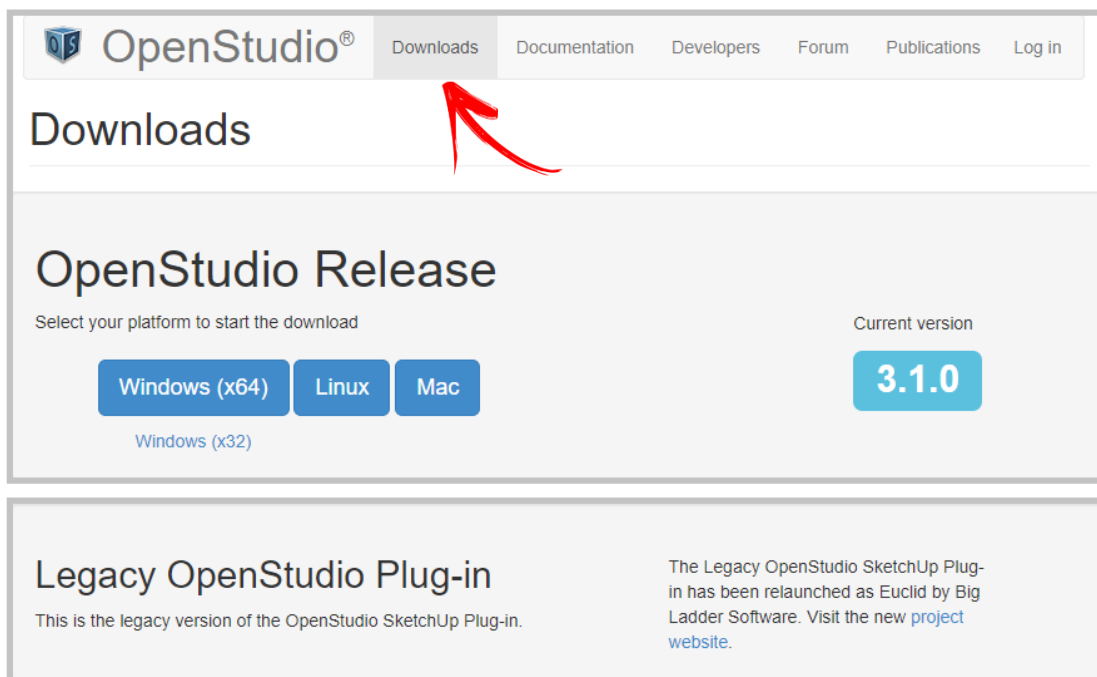 OS OpenStudio® Downloads Documentation Developers Forum Publications Log in
Downloads
OpenStudio Release
Select your platform to start the download
Current version
Windows (x64) Linux Mac
3.1.0
Windows (x32)
Legacy OpenStudio Plug-in
This is the legacy version of the OpenStudio SketchUp Plug-in.
The Legacy OpenStudio SketchUp Plug-
in has been relaunched as Euclid by Big
Ladder Software. Visit the new project
website.